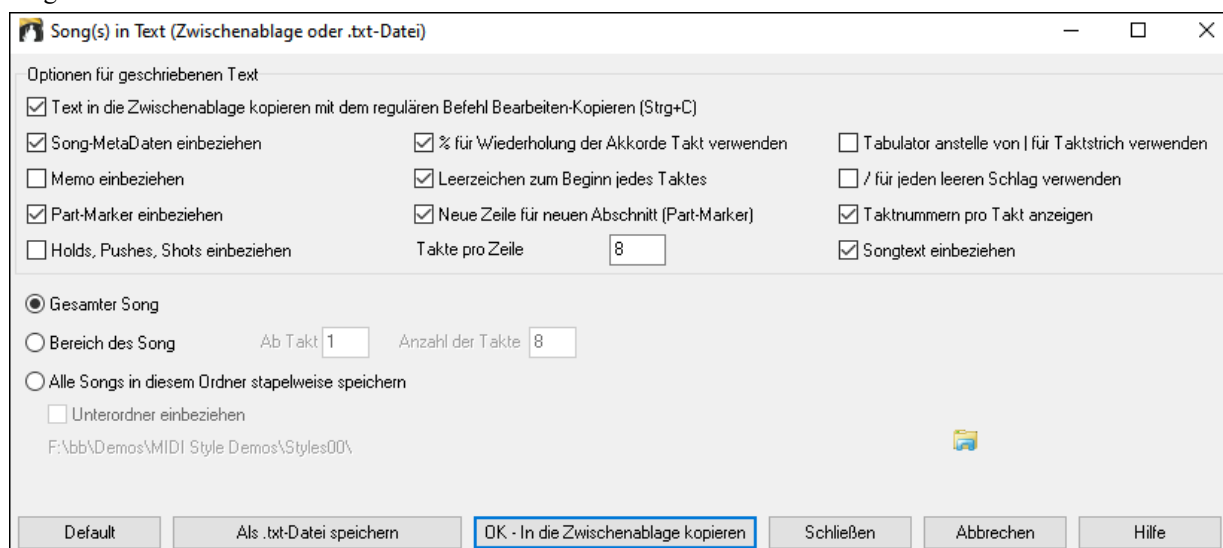 Song(s) in Text (Zwischenablage oder .txt-Datei)
Optionen für geschriebenen Text
Text in die Zwischenablage kopieren mit dem regulären Befehl Bearbeiten-Kopieren (Strg+C)
Song-MetaDaten einbeziehen % für Wiederholung der Akkorde Takt verwenden Tabulator anstelle von | für Taktstrich verwenden
Memo einbeziehen Leerzeichen zum Beginn jedes Taktes / für jeden leeren Schlag verwenden
Part-Marker einbeziehen Neue Zeile für neuen Abschnitt (Part-Marker) Taktnummern pro Takt anzeigen
Holds, Pushes, Shots einbeziehen Takte pro Zeile 8 Songtext einbeziehen
Gesamter Song
Bereich des Song Ab Takt 1 Anzahl der Takte 8
Alle Songs in diesem Ordner stapelweise speichern
Unterordner einbeziehen
F:\bb\Demos\MIDI Style Demos\Styles00\
Default Als .txt-Datei speichern OK - In die Zwischenablage kopieren Schließen Abbrechen Hilfe